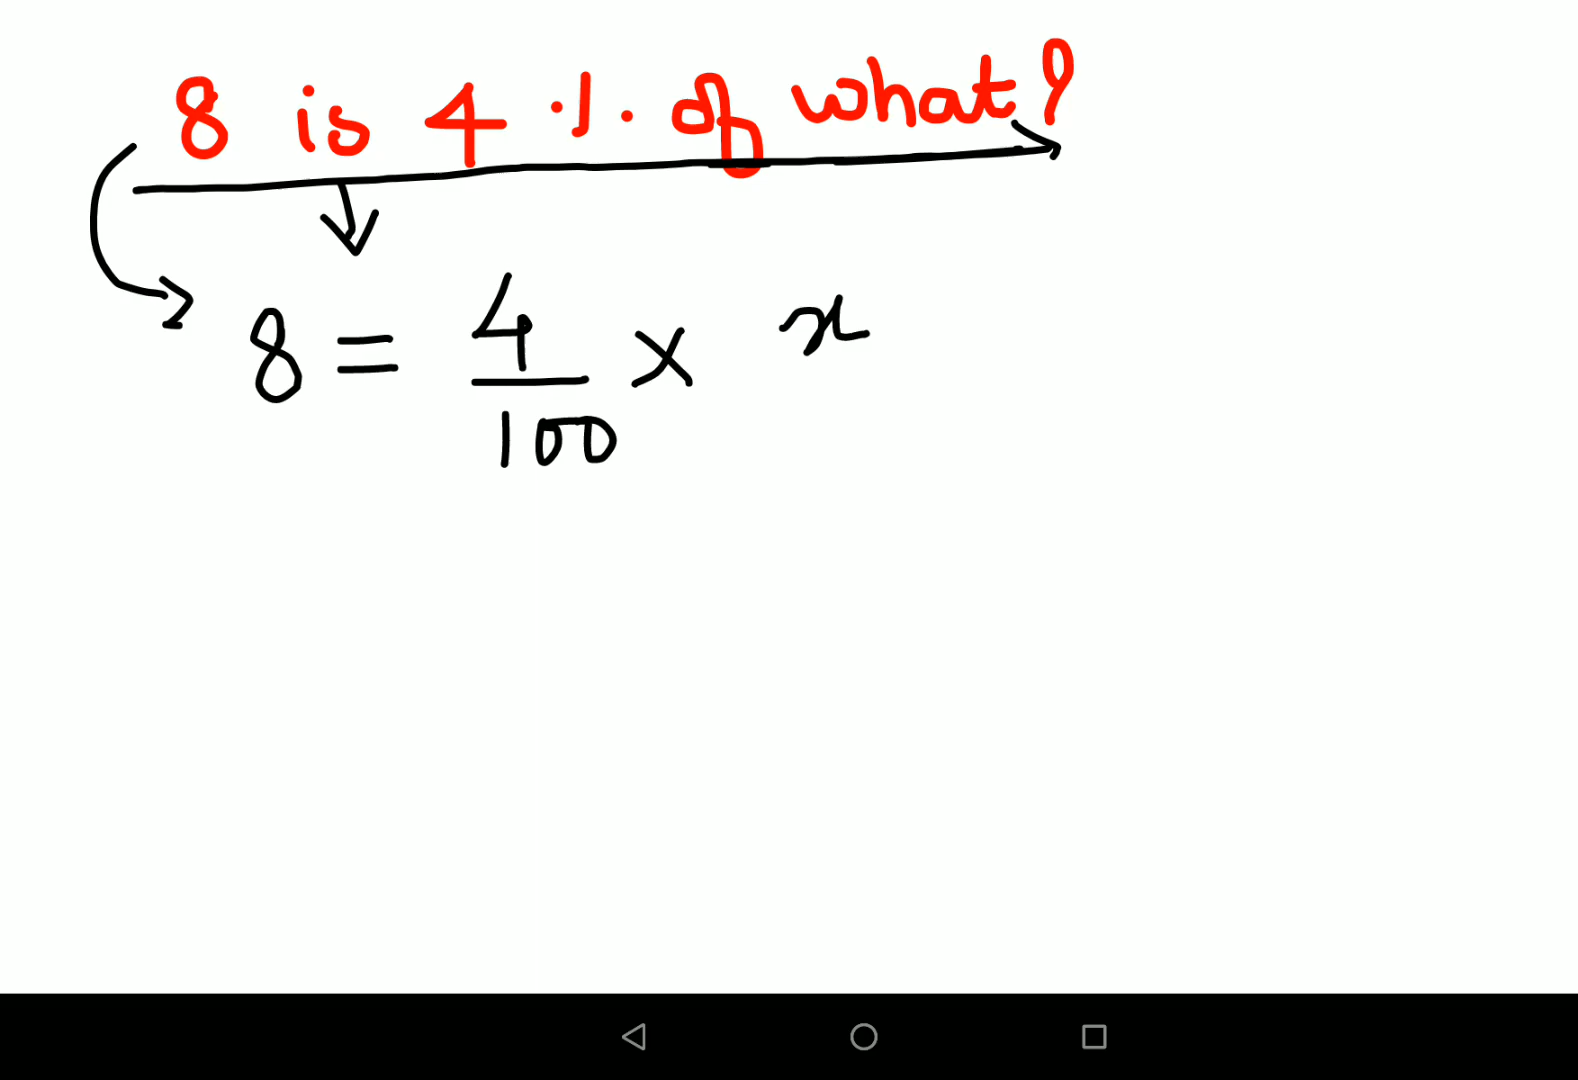 8 is 4 % of what?
8 = 4/100 × x